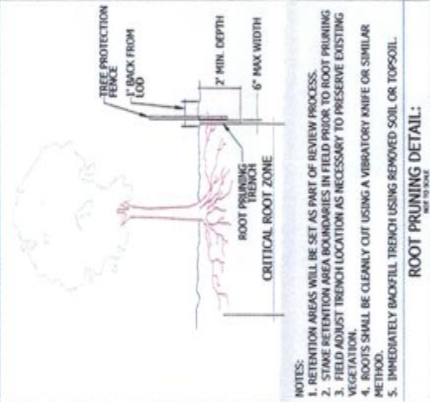 TREE PROTECTION
FENCE
1" BACK FROM
LOD
2' MIN. DEPTH
6" MAX WIDTH
ROOT PRUNING
TRENCH
CRITICAL ROOT ZONE
NOTES:
1. RETENTION AREAS WILL BE SET AS PART OF REVIEW PROCESS.
2. STAKE RETENTION AREA BOUNDARIES IN FIELD PRIOR TO ROOT PRUNING
3. FIELD ADJUST TRENCH LOCATION AS NECESSARY TO PRESERVE EXISTING
VEGETATION.
4. ROOTS SHALL BE CLEANLY CUT USING A VIBRATORY KNIFE OR SIMILAR
METHOD.
5. IMMEDIATELY BACKFILL TRENCH USING REMOVED SOIL OR TOPSOIL.
ROOT PRUNING DETAIL:
NOT TO SCALE